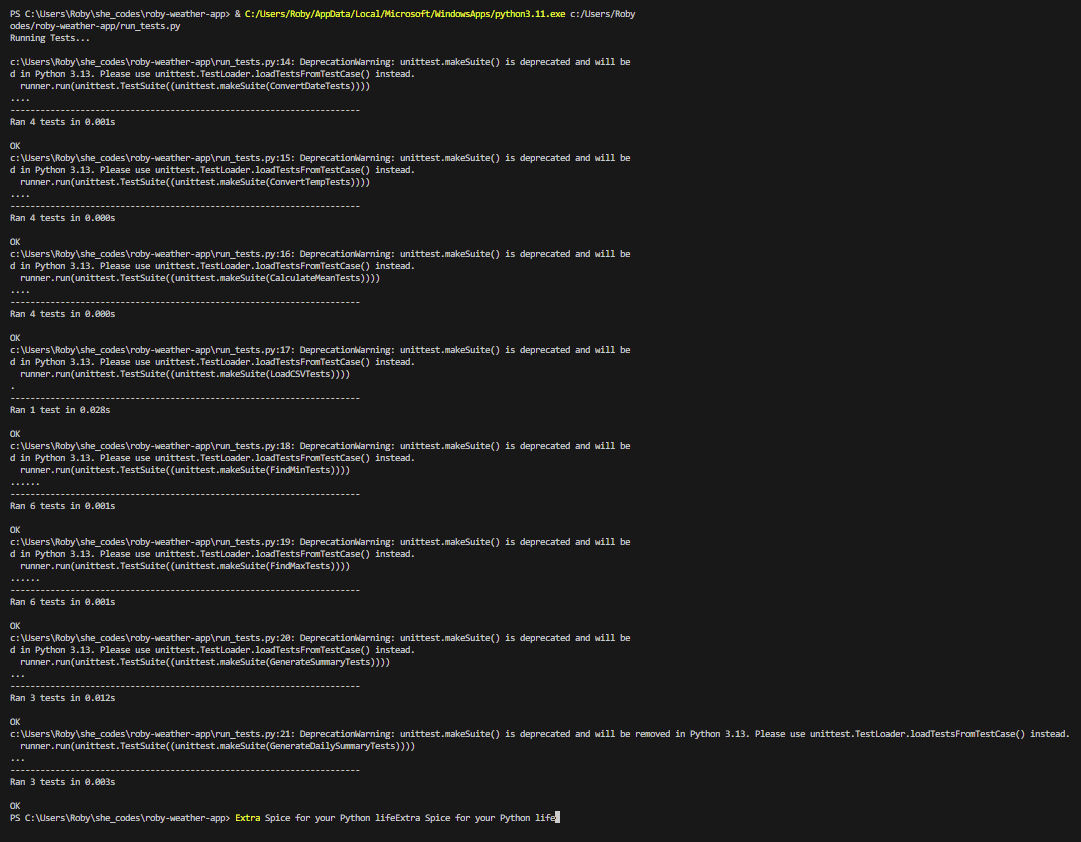 PS C:\Users\Roby\she_codes\roby-weather-app> & C:/Users/Roby/AppData/Local/Microsoft/WindowsApps/python3.11.exe c:/Users/Roby
odes/roby-weather-app/run_tests.py
Running Tests...
c:\Users\Roby\she_codes\roby-weather-app\run_tests.py:14: DeprecationWarning: unittest.makeSuite() is deprecated and will be
d in Python 3.13. Please use unittest.TestLoader.loadTestsFromTestCase() instead.
  runner.run(unittest.TestSuite((unittest.makeSuite(ConvertDateTests))))
....
----------------------------------------------------------------------
Ran 4 tests in 0.001s
OK
c:\Users\Roby\she_codes\roby-weather-app\run_tests.py:15: DeprecationWarning: unittest.makeSuite() is deprecated and will be
d in Python 3.13. Please use unittest.TestLoader.loadTestsFromTestCase() instead.
  runner.run(unittest.TestSuite((unittest.makeSuite(ConvertTempTests))))
....
----------------------------------------------------------------------
Ran 4 tests in 0.000s
OK
c:\Users\Roby\she_codes\roby-weather-app\run_tests.py:16: DeprecationWarning: unittest.makeSuite() is deprecated and will be
d in Python 3.13. Please use unittest.TestLoader.loadTestsFromTestCase() instead.
  runner.run(unittest.TestSuite((unittest.makeSuite(CalculateMeanTests))))
....
----------------------------------------------------------------------
Ran 4 tests in 0.000s
OK
c:\Users\Roby\she_codes\roby-weather-app\run_tests.py:17: DeprecationWarning: unittest.makeSuite() is deprecated and will be
d in Python 3.13. Please use unittest.TestLoader.loadTestsFromTestCase() instead.
  runner.run(unittest.TestSuite((unittest.makeSuite(LoadCSVTests))))
.
----------------------------------------------------------------------
Ran 1 test in 0.028s
OK
c:\Users\Roby\she_codes\roby-weather-app\run_tests.py:18: DeprecationWarning: unittest.makeSuite() is deprecated and will be
d in Python 3.13. Please use unittest.TestLoader.loadTestsFromTestCase() instead.
  runner.run(unittest.TestSuite((unittest.makeSuite(FindMinTests))))
......
----------------------------------------------------------------------
Ran 6 tests in 0.001s
OK
c:\Users\Roby\she_codes\roby-weather-app\run_tests.py:19: DeprecationWarning: unittest.makeSuite() is deprecated and will be
d in Python 3.13. Please use unittest.TestLoader.loadTestsFromTestCase() instead.
  runner.run(unittest.TestSuite((unittest.makeSuite(FindMaxTests))))
......
----------------------------------------------------------------------
Ran 6 tests in 0.001s
OK
c:\Users\Roby\she_codes\roby-weather-app\run_tests.py:20: DeprecationWarning: unittest.makeSuite() is deprecated and will be
d in Python 3.13. Please use unittest.TestLoader.loadTestsFromTestCase() instead.
  runner.run(unittest.TestSuite((unittest.makeSuite(GenerateSummaryTests))))
...
----------------------------------------------------------------------
Ran 3 tests in 0.012s
OK
c:\Users\Roby\she_codes\roby-weather-app\run_tests.py:21: DeprecationWarning: unittest.makeSuite() is deprecated and will be removed in Python 3.13. Please use unittest.TestLoader.loadTestsFromTestCase() instead.
  runner.run(unittest.TestSuite((unittest.makeSuite(GenerateDailySummaryTests))))
...
----------------------------------------------------------------------
Ran 3 tests in 0.003s
OK
PS C:\Users\Roby\she_codes\roby-weather-app> Extra Spice for your Python lifeExtra Spice for your Python life